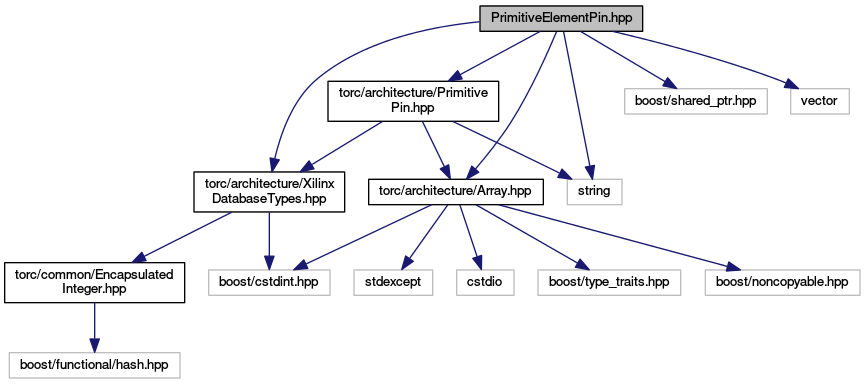 PrimitiveElementPin.hpp
torc/architecture/Primitive
Pin.hpp
boost/shared_ptr.hpp
vector
torc/architecture/Xilinx
DatabaseTypes.hpp
torc/architecture/Array.hpp
string
torc/common/Encapsulated
Integer.hpp
boost/cstdint.hpp
stdexcept
cstdio
boost/type_traits.hpp
boost/noncopyable.hpp
boost/functional/hash.hpp